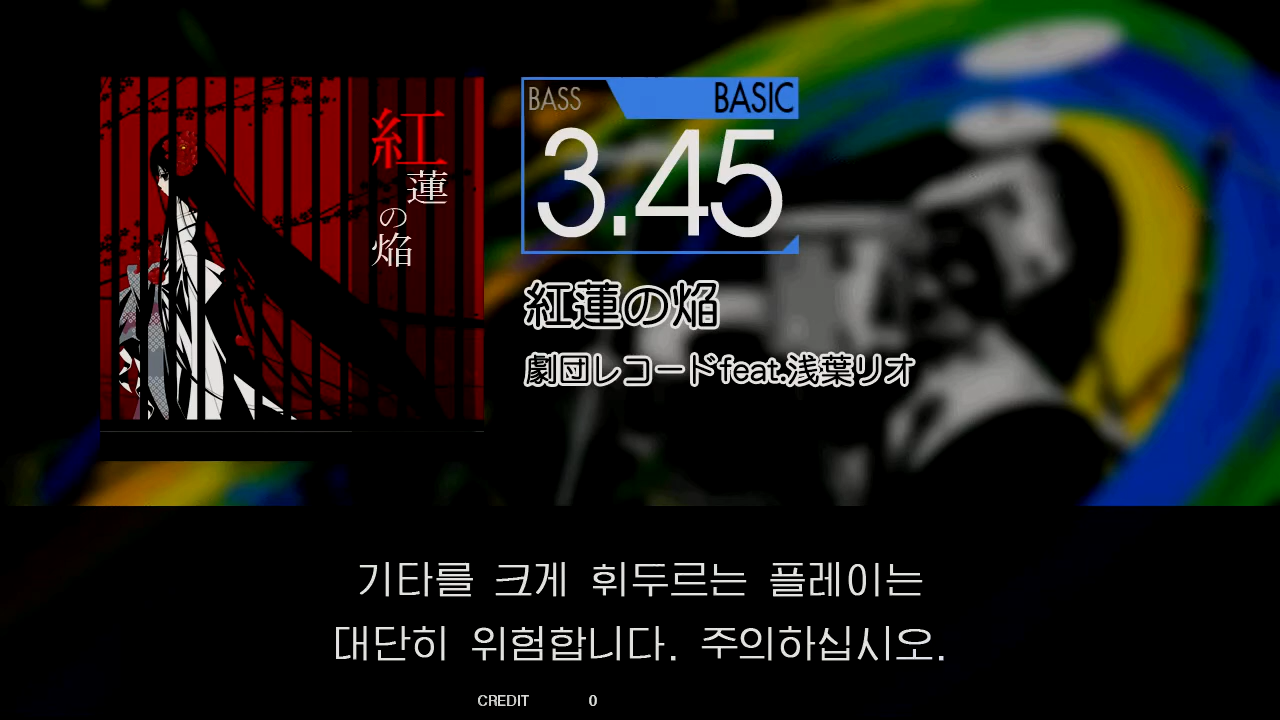 紅
蓮
の
焔
BASS
BASIC
3.45
紅蓮の焔
劇団レコードfeat.浅葉リオ
기타를 크게 휘두르는 플레이는
대단히 위험합니다. 주의하십시오.
CREDIT 0